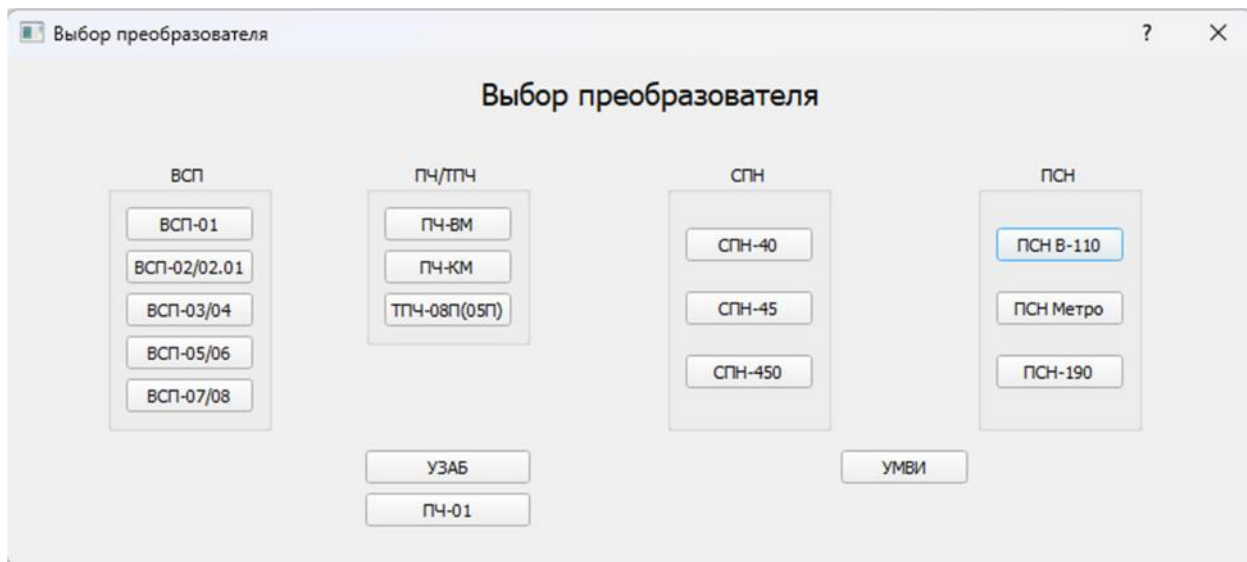 Выбор преобразователя
?
Выбор преобразователя
ВСП
ВСП-01
ВСП-02/02.01
ВСП-03/04
ВСП-05/06
ВСП-07/08
ПЧ/ТПЧ
ПЧ-ВМ
ПЧ-КМ
ТПЧ-08П(05П)
СПН
СПН-40
СПН-45
СПН-450
ПСН
ПСН В-110
ПСН Метро
ПСН-190
УЗАБ
ПЧ-01
УМВИ